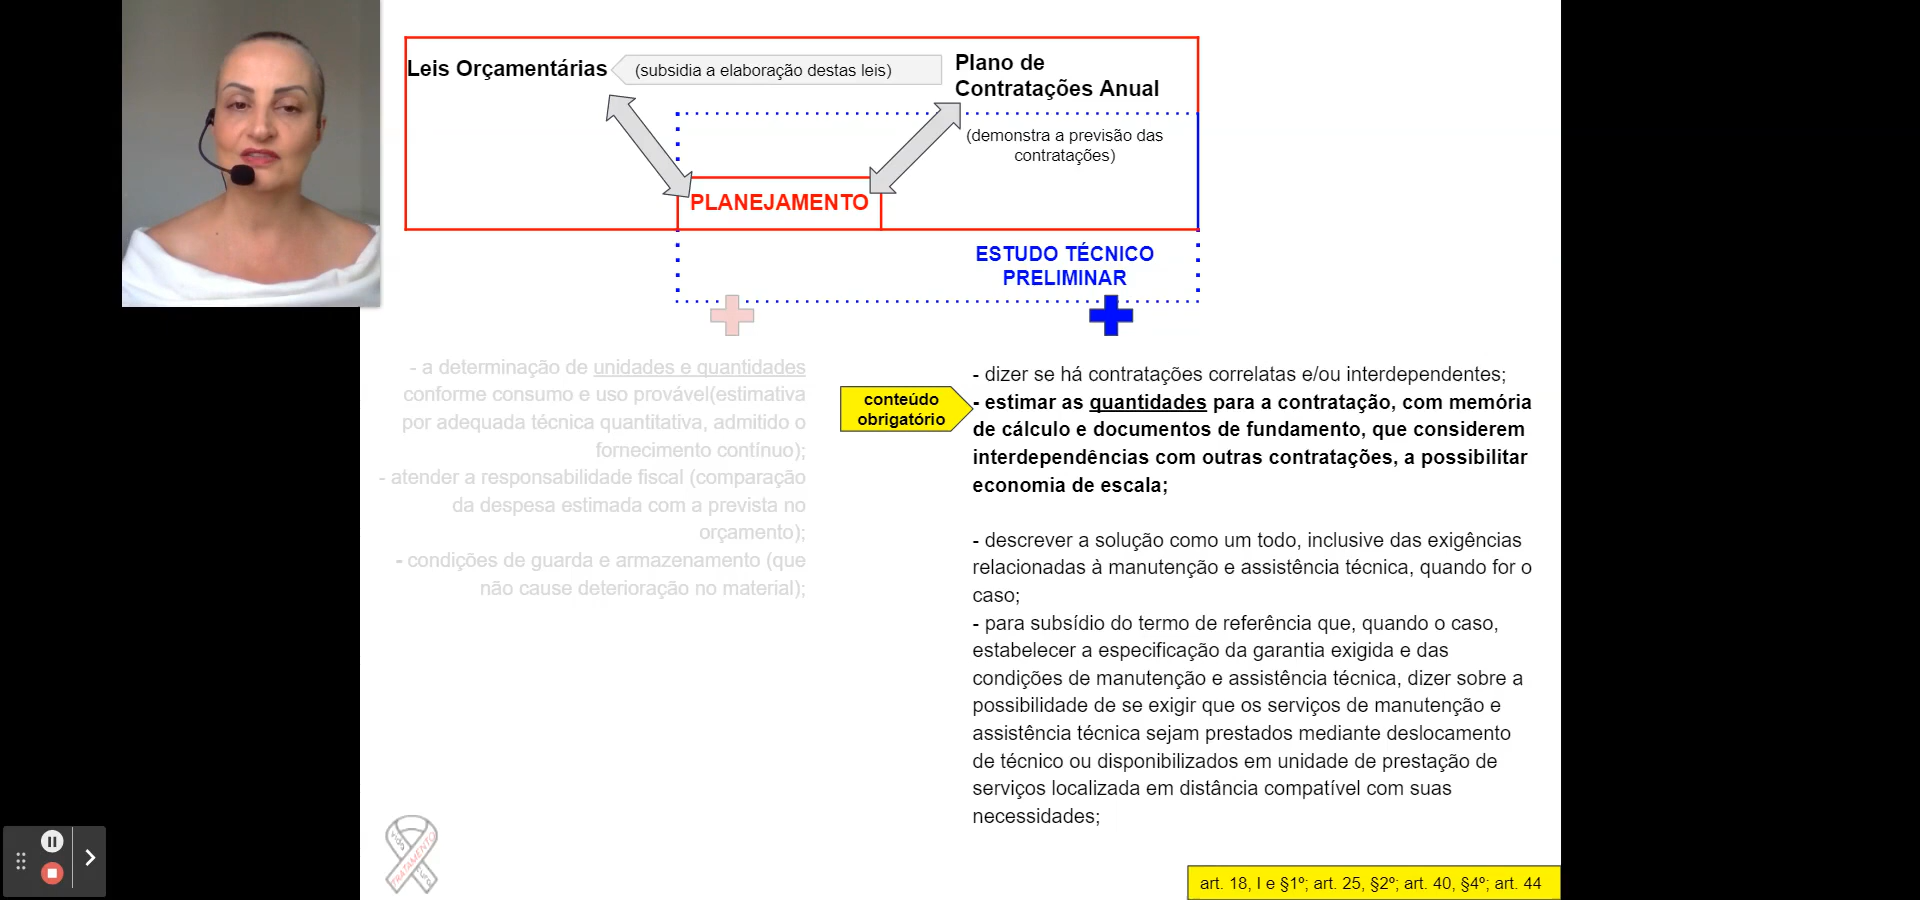 Leis Orçamentárias
(subsidia a elaboração destas leis)
Plano de
Contratações Anual
(demonstra a previsão das
contratações)
PLANEJAMENTO
ESTUDO TÉCNICO
PRELIMINAR
- a determinação de unidades e quantidades
conforme consumo e uso provável(estimativa
por adequada técnica quantitativa, admitido o
fornecimento contínuo);
- atender a responsabilidade fiscal (comparação
da despesa estimada com a prevista no
orçamento);
- condições de guarda e armazenamento (que
não cause deterioração no material);
conteúdo
obrigatório
- dizer se há contratações correlatas e/ou interdependentes;
- estimar as quantidades para a contratação, com memória
de cálculo e documentos de fundamento, que considerem
interdependências com outras contratações, a possibilitar
economia de escala;
- descrever a solução como um todo, inclusive das exigências
relacionadas à manutenção e assistência técnica, quando for o
caso;
- para subsídio do termo de referência que, quando o caso,
estabelecer a especificação da garantia exigida e das
condições de manutenção e assistência técnica, dizer sobre a
possibilidade de se exigir que os serviços de manutenção e
assistência técnica sejam prestados mediante deslocamento
de técnico ou disponibilizados em unidade de prestação de
serviços localizada em distância compatível com suas
necessidades;
TRATAMENTO
art. 18, I e §1º; art. 25, §2º; art. 40, §4º; art. 44